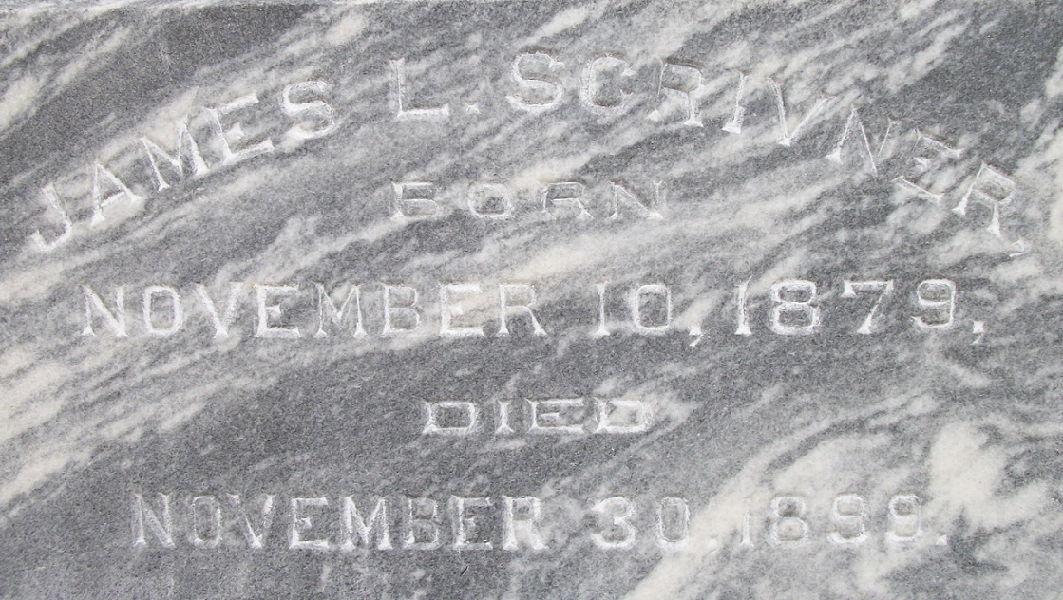 JAMES L. SCRIVNER.
BORN
NOVEMBER 10, 1879,
DIED
NOVEMBER 30, 1899.